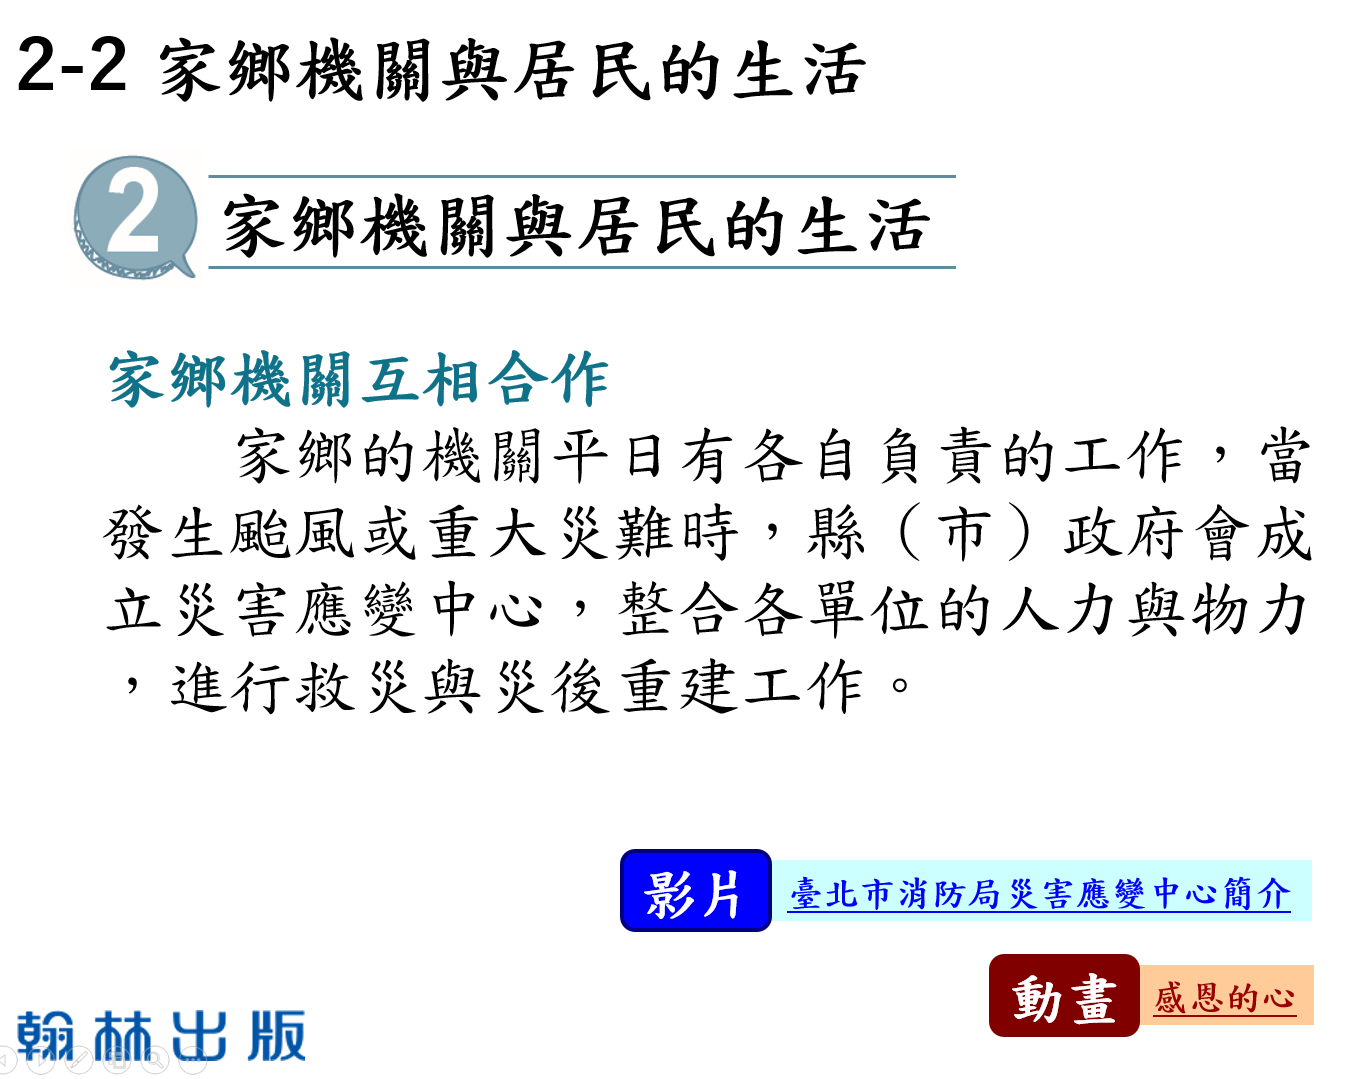 2-2 家鄉機關與居民的生活
2 家鄉機關與居民的生活
家鄉機關互相合作
家鄉的機關平日有各自負責的工作，當
發生颱風或重大災難時，縣（市）政府會成
立災害應變中心，整合各單位的人力與物力
，進行救災與災後重建工作。
影片 臺北市消防局災害應變中心簡介
動畫 感恩的心
翰林出版